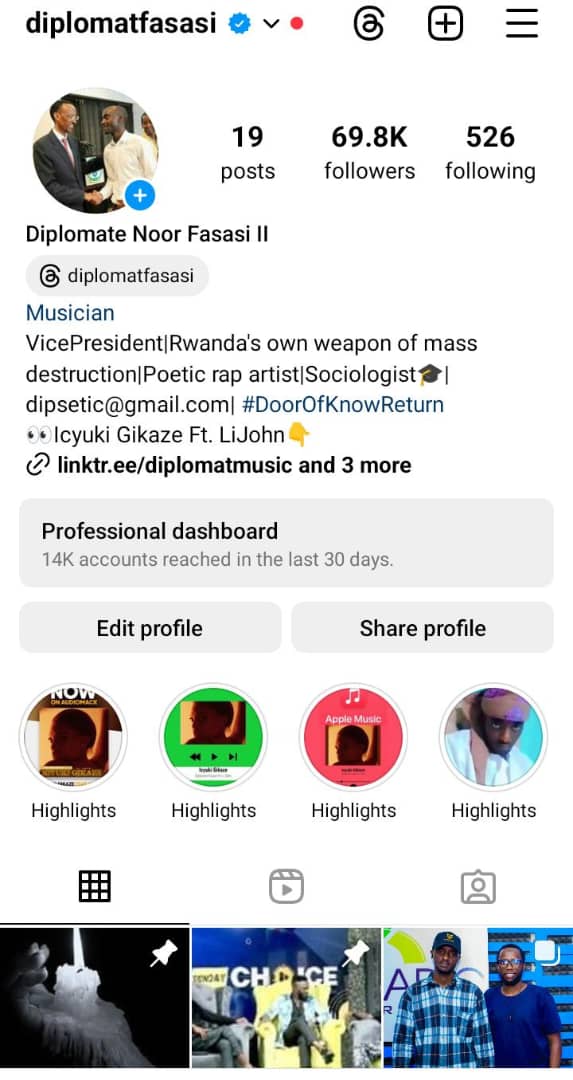 diplomatfasasi
19
posts
69.8K
followers
526
following
Diplomate Noor Fasasi II
diplomatfasasi
Musician
VicePresident|Rwanda's own weapon of mass
destruction|Poetic rap artist|Sociologist🎓|
dipsetic@gmail.com| #DoorOfKnowReturn
👀Icyuki Gikaze Ft. LiJohn👇
linktr.ee/diplomatmusic and 3 more
Professional dashboard
14K accounts reached in the last 30 days.
Edit profile
Share profile
NOW
ON AUDIOMACK
Icyuki Gikaze
Apple Music
Highlights
Highlights
Highlights
Highlights
SUNDAY CHOICE